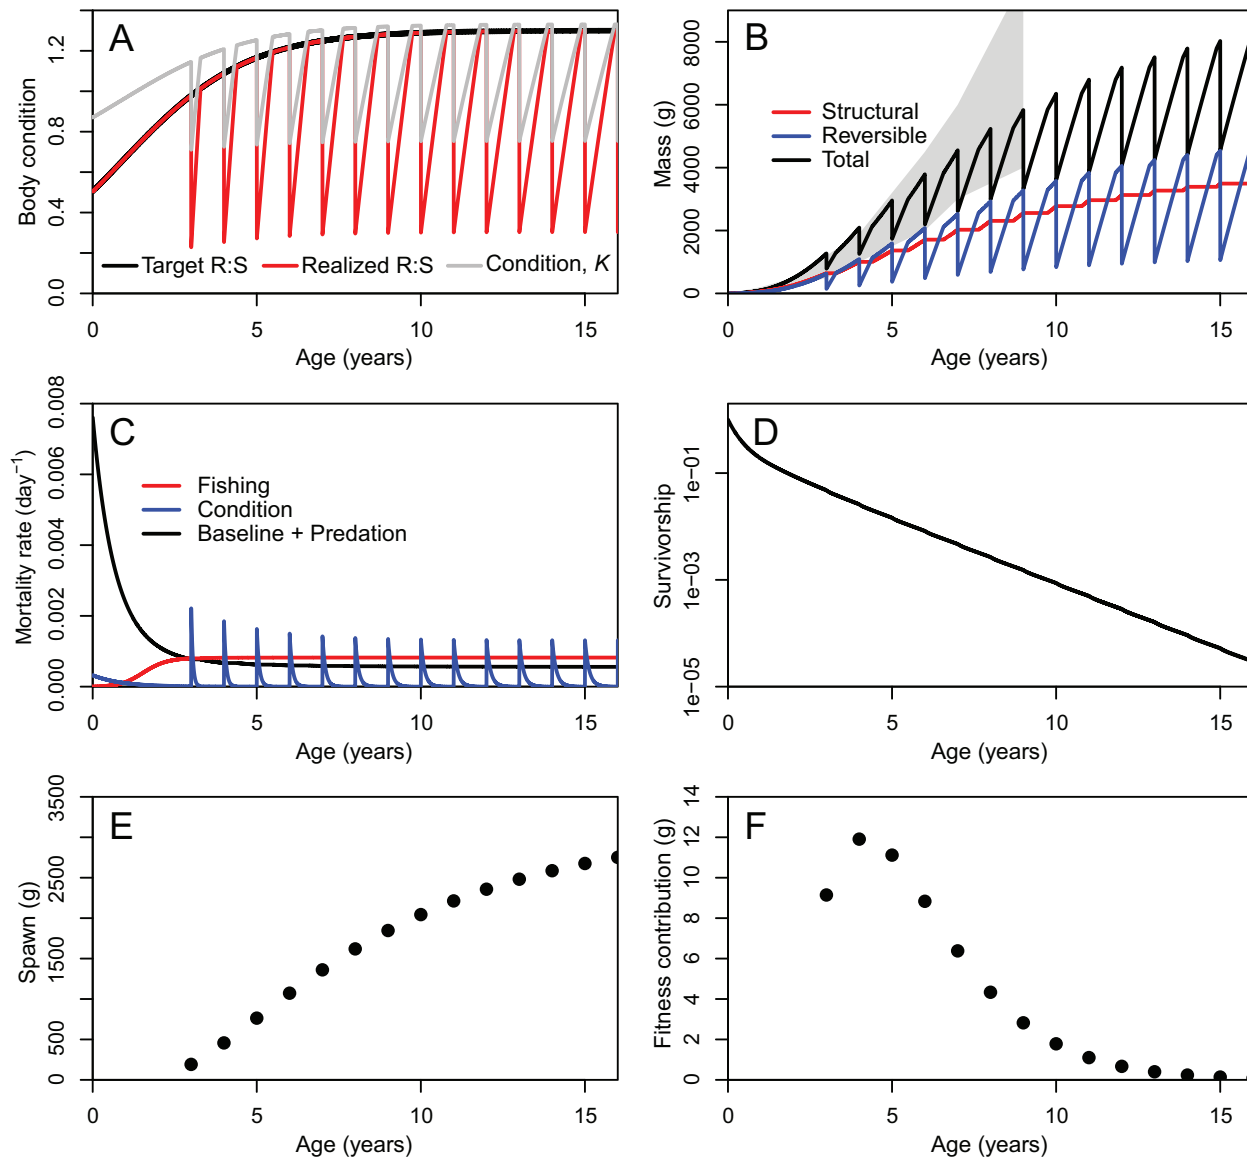 A
Body condition
0.0 0.4 0.8 1.2
Target R:S Realized R:S Condition, K
0 5 10 15
Age (years)
B
Mass (g)
0 2000 4000 6000 8000
Structural
Reversible
Total
0 5 10 15
Age (years)
C
Mortality rate (day⁻¹)
0.000 0.002 0.004 0.006 0.008
Fishing
Condition
Baseline + Predation
0 5 10 15
Age (years)
D
Survivorship
1e−05 1e−03 1e−01
0 5 10 15
Age (years)
E
Spawn (g)
0 500 1500 2500 3500
0 5 10 15
Age (years)
F
Fitness contribution (g)
0 2 4 6 8 10 12 14
0 5 10 15
Age (years)